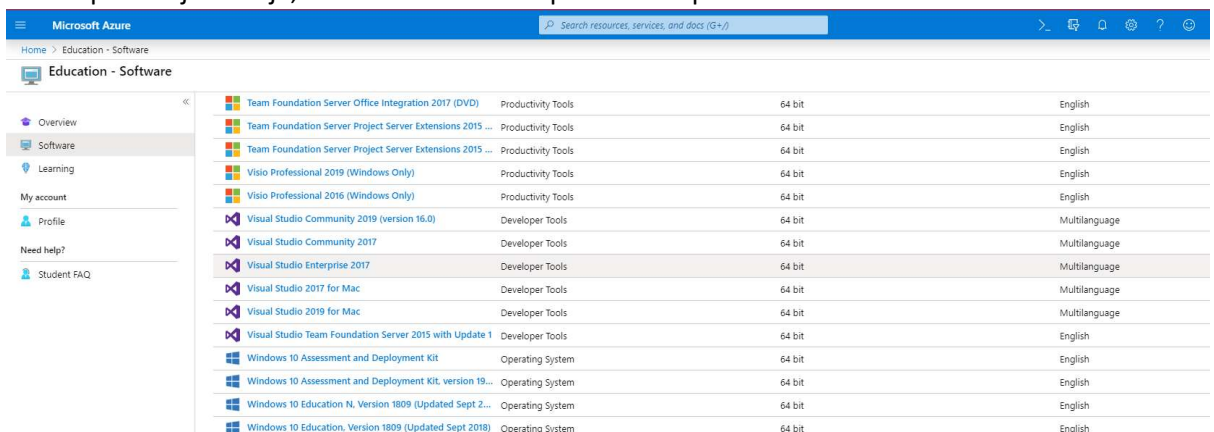 Microsoft Azure
Search resources, services, and docs (G+/)
Home > Education - Software
Education - Software
Overview
Software
Learning
My account
Profile
Need help?
Student FAQ
Team Foundation Server Office Integration 2017 (DVD) Productivity Tools 64 bit English
Team Foundation Server Project Server Extensions 2015 ... Productivity Tools 64 bit English
Team Foundation Server Project Server Extensions 2015 ... Productivity Tools 64 bit English
Visio Professional 2019 (Windows Only) Productivity Tools 64 bit English
Visio Professional 2016 (Windows Only) Productivity Tools 64 bit English
Visual Studio Community 2019 (version 16.0) Developer Tools 64 bit Multilanguage
Visual Studio Community 2017 Developer Tools 64 bit Multilanguage
Visual Studio Enterprise 2017 Developer Tools 64 bit Multilanguage
Visual Studio 2017 for Mac Developer Tools 64 bit Multilanguage
Visual Studio 2019 for Mac Developer Tools 64 bit Multilanguage
Visual Studio Team Foundation Server 2015 with Update 1 Developer Tools 64 bit English
Windows 10 Assessment and Deployment Kit Operating System 64 bit English
Windows 10 Assessment and Deployment Kit, version 19... Operating System 64 bit English
Windows 10 Education N, Version 1809 (Updated Sept 2... Operating System 64 bit English
Windows 10 Education, Version 1809 (Updated Sept 2018) Operating System 64 bit English